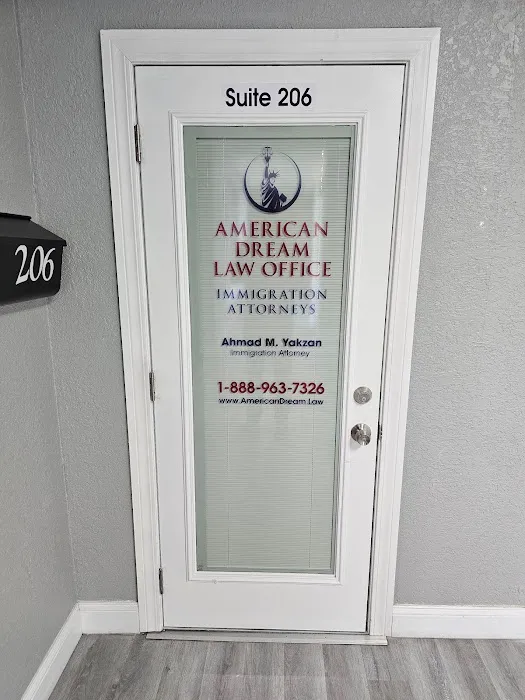 Suite 206
206
AMERICAN
DREAM
LAW OFFICE
IMMIGRATION
ATTORNEYS
Ahmad M. Yakzan
Immigration Attorney
1-888-963-7326
www.AmericanDream.Law